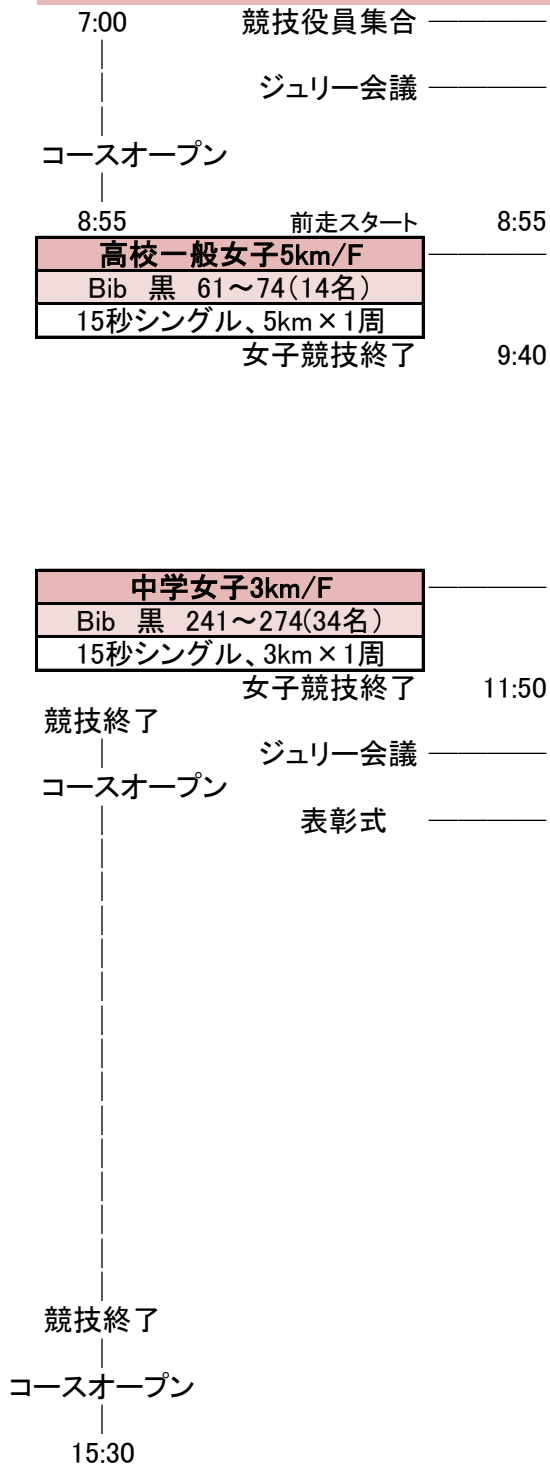 7:00 競技役員集合
ジュリー会議
コースオープン
8:55 前走スタート 8:55
高校一般女子5km/F
Bib 黒 61～74(14名)
15秒シングル、5km×1周
女子競技終了 9:40
中学女子3km/F
Bib 黒 241～274(34名)
15秒シングル、3km×1周
女子競技終了 11:50
競技終了
ジュリー会議
コースオープン
表彰式
競技終了
コースオープン
15:30